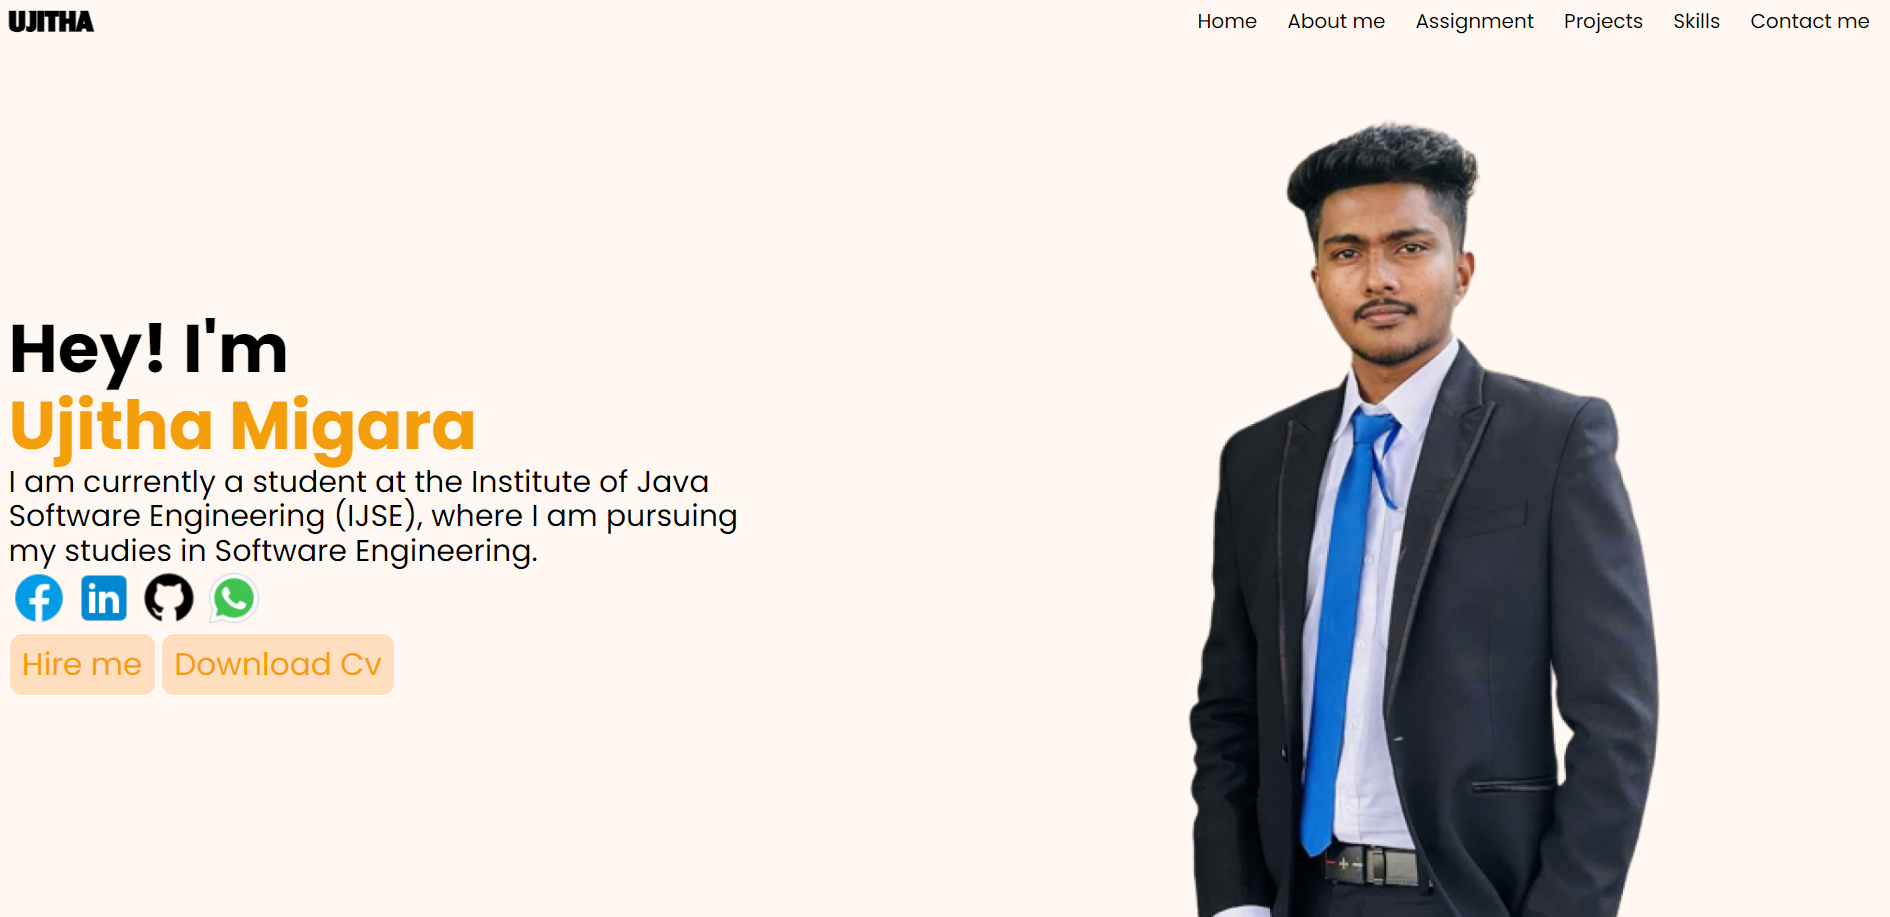 UJITHA
Home About me Assignment Projects Skills Contact me
Hey! I'm
Ujitha Migara
I am currently a student at the Institute of Java
Software Engineering (IJSE), where I am pursuing
my studies in Software Engineering.
in
Hire me Download Cv